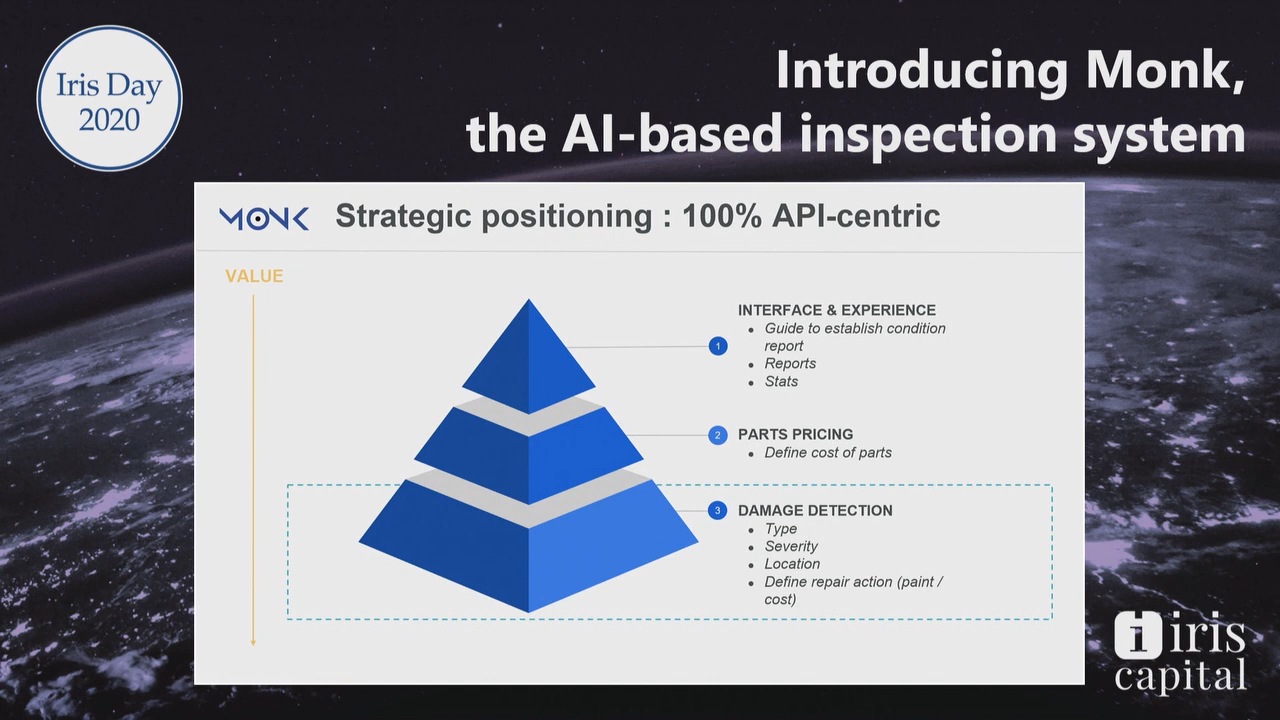 Iris Day
2020
Introducing Monk,
the AI-based inspection system
MONK
Strategic positioning : 100% API-centric
VALUE
1
INTERFACE & EXPERIENCE
• Guide to establish condition
report
• Reports
• Stats
2
PARTS PRICING
• Define cost of parts
3
DAMAGE DETECTION
• Type
• Severity
• Location
• Define repair action (paint /
cost)
i iris
capital